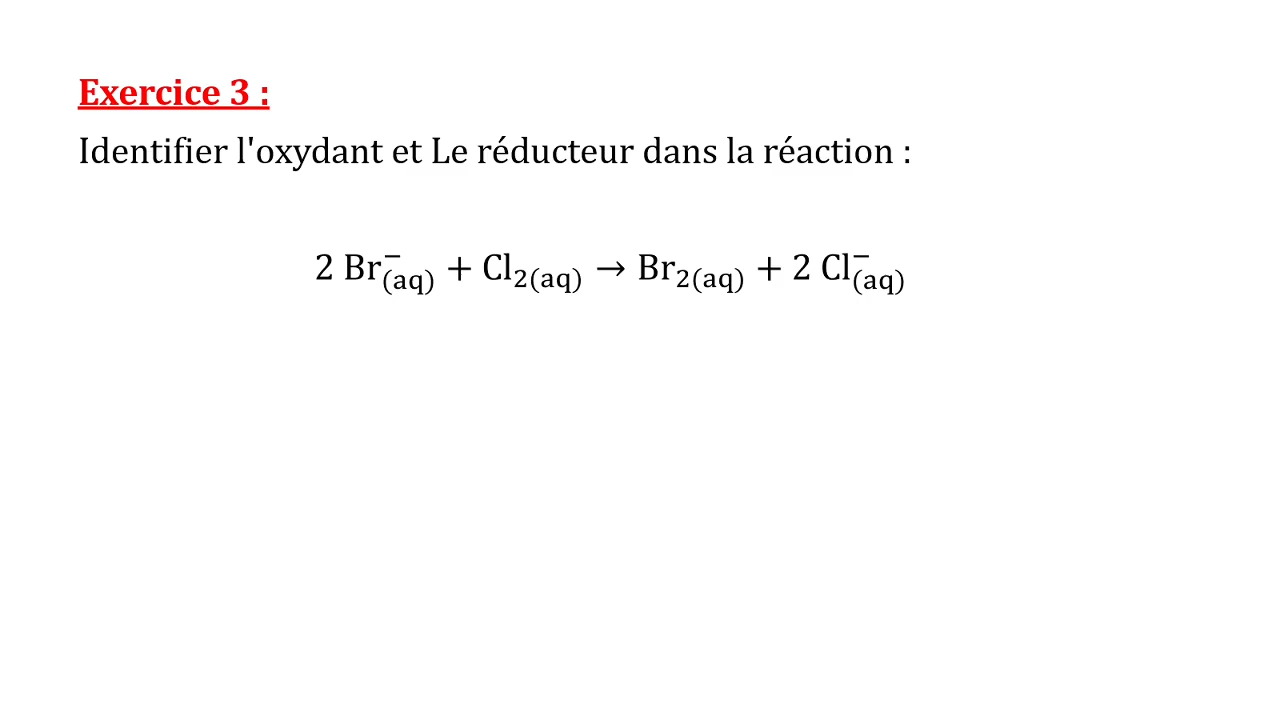 Exercice 3 :
Identifier l'oxydant et Le réducteur dans la réaction :
2 Br⁻(aq) + Cl₂(aq) → Br₂(aq) + 2 Cl⁻(aq)